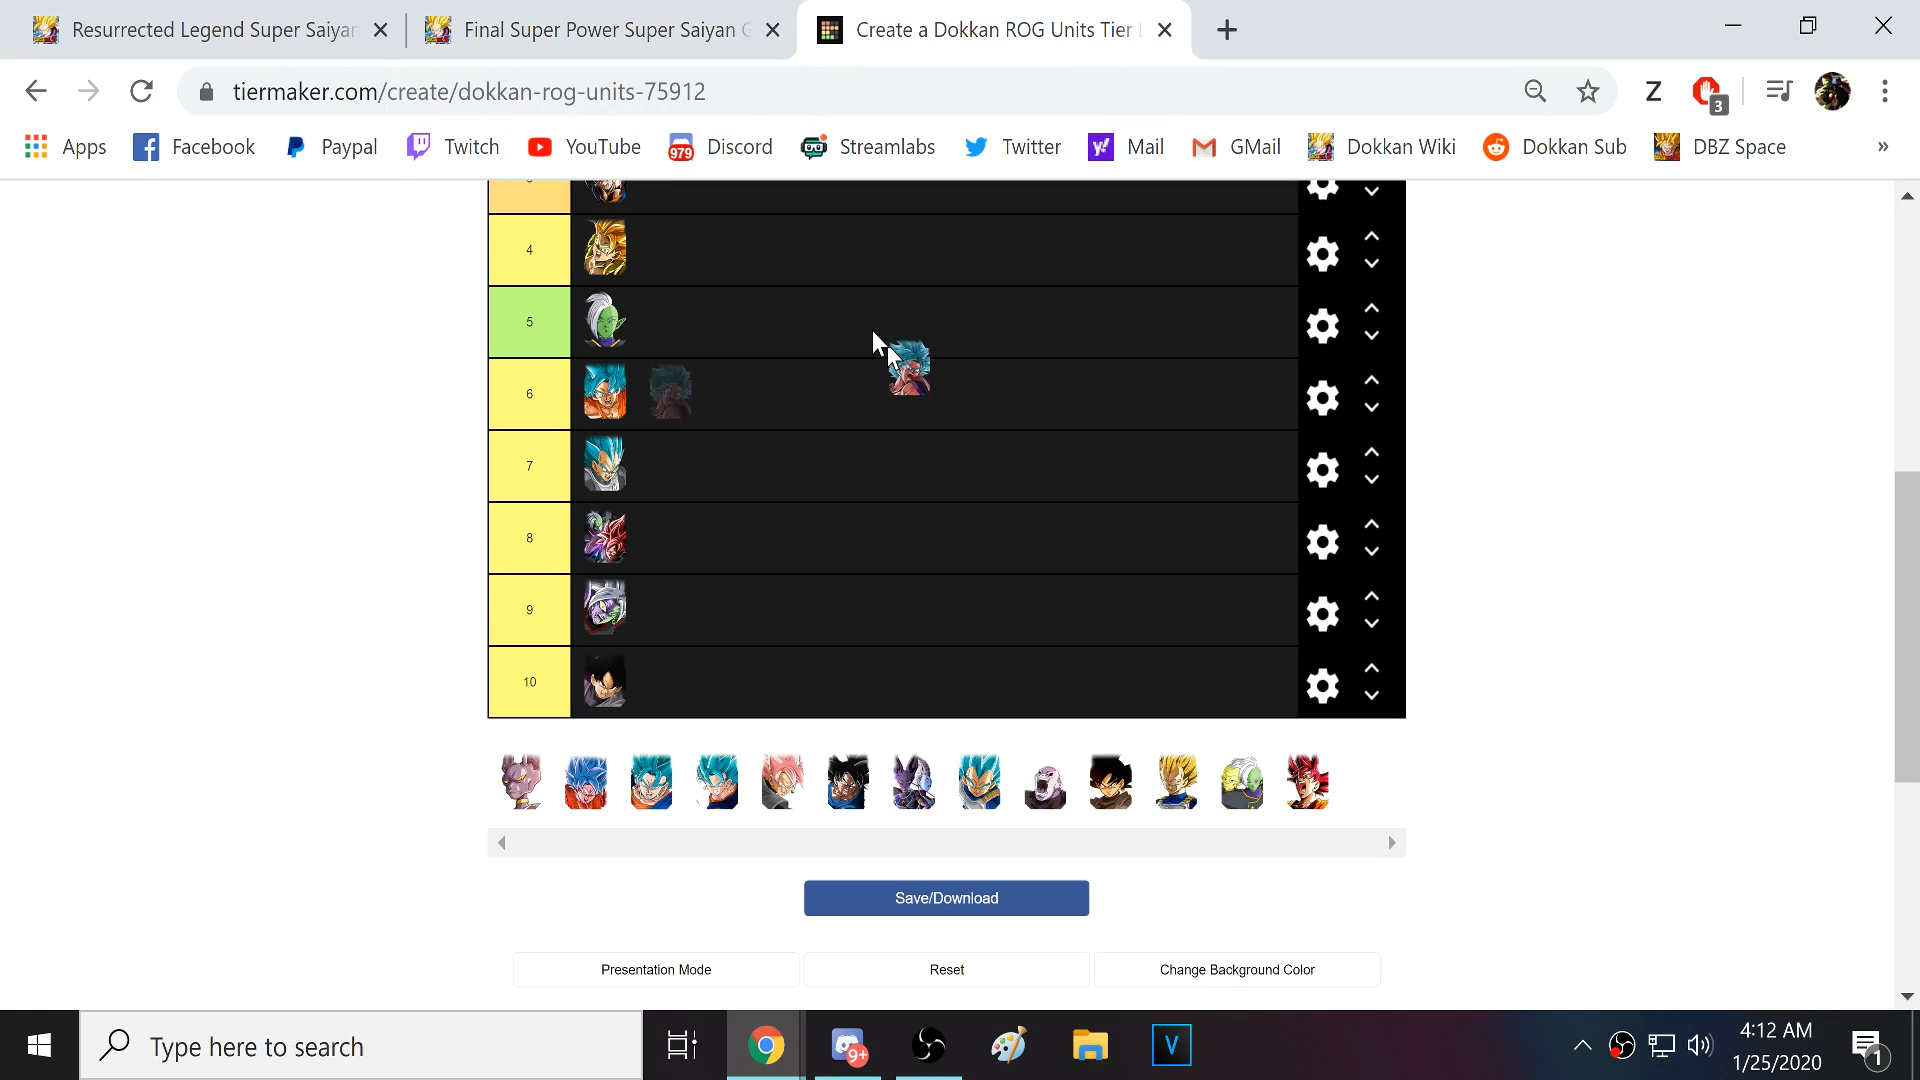 Resurrected Legend Super Saiyan
Final Super Power Super Saiyan G
Create a Dokkan ROG Units Tier L
tiermaker.com/create/dokkan-rog-units-75912
Z
3
Apps
Facebook
Paypal
Twitch
YouTube
979
Discord
Streamlabs
Twitter
y!
Mail
GMail
Dokkan Wiki
Dokkan Sub
DBZ Space
»
4
5
6
7
8
9
10
Save/Download
Presentation Mode
Reset
Change Background Color
Type here to search
9+
V
4:12 AM
1/25/2020
1